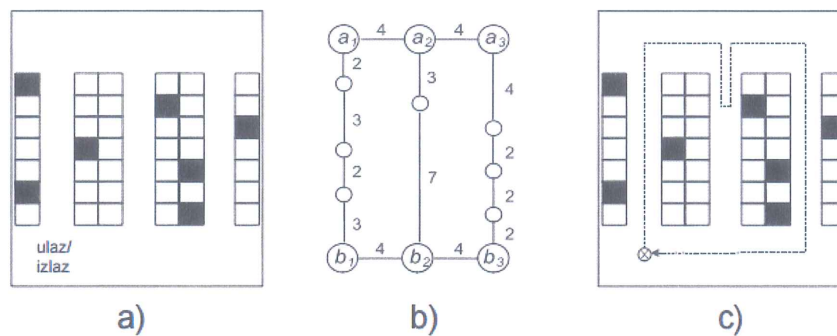 a₁ 4 a₂ 4 a₃
2 3 4
3 7 2
2 2
3 2
b₁ 4 b₂ 4 b₃
ulaz/
izlaz
a) b) c)